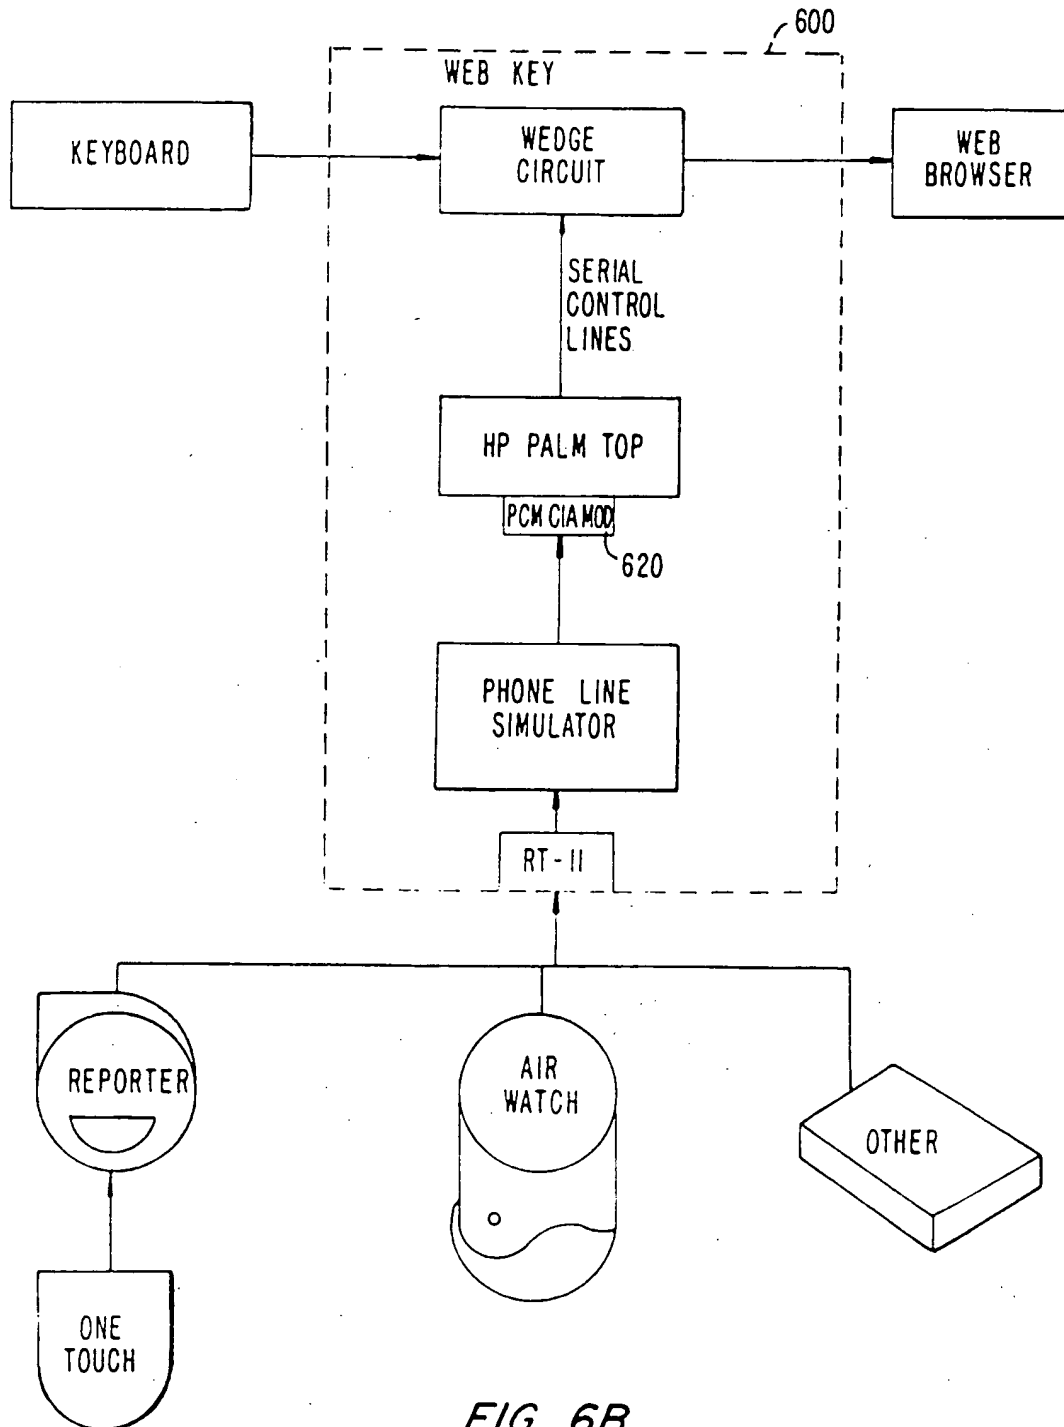 600
WEB KEY
KEYBOARD
WEDGE
CIRCUIT
WEB
BROWSER
SERIAL
CONTROL
LINES
HP PALM TOP
PCM CIA MOD
620
PHONE LINE
SIMULATOR
RT-11
REPORTER
AIR
WATCH
OTHER
ONE
TOUCH
FIG. 6B